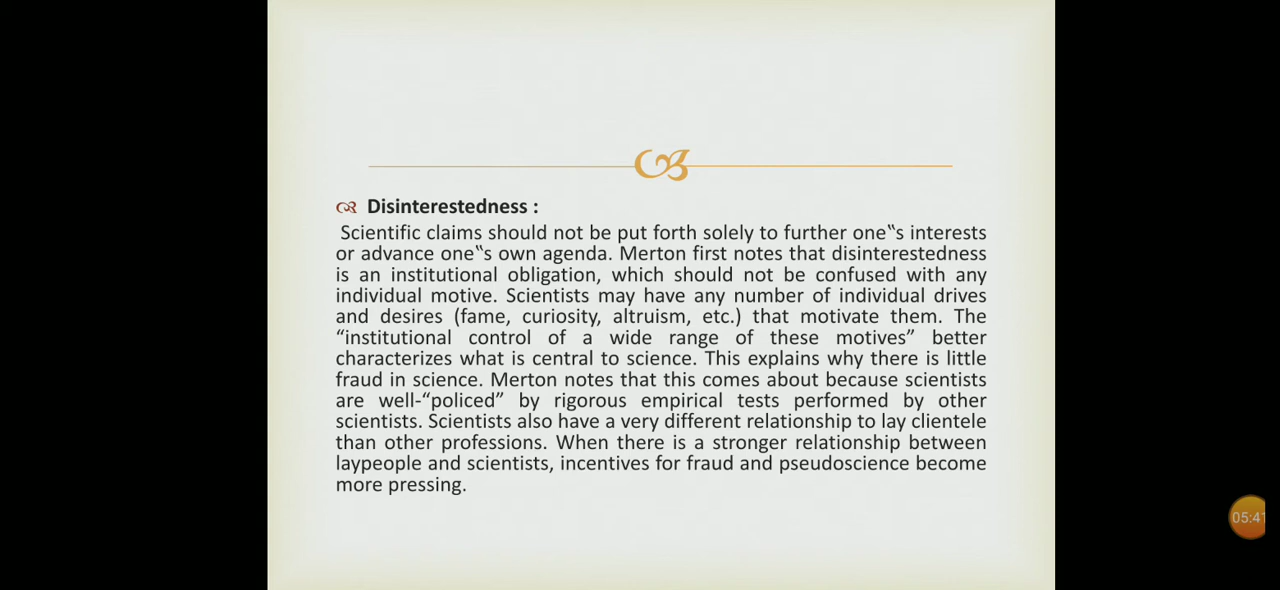 Disinterestedness :
Scientific claims should not be put forth solely to further one‟s interests
or advance one‟s own agenda. Merton first notes that disinterestedness
is an institutional obligation, which should not be confused with any
individual motive. Scientists may have any number of individual drives
and desires (fame, curiosity, altruism, etc.) that motivate them. The
“institutional control of a wide range of these motives” better
characterizes what is central to science. This explains why there is little
fraud in science. Merton notes that this comes about because scientists
are well-“policed” by rigorous empirical tests performed by other
scientists. Scientists also have a very different relationship to lay clientele
than other professions. When there is a stronger relationship between
laypeople and scientists, incentives for fraud and pseudoscience become
more pressing.
05:41